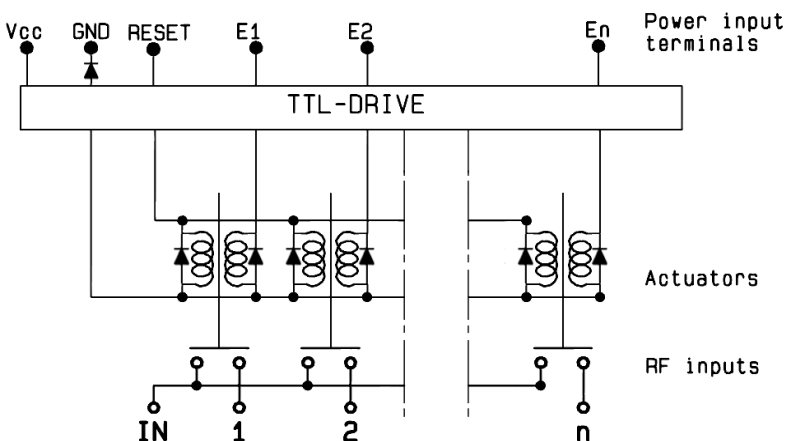 Vcc GND RESET E1 E2 En
Power input
terminals
TTL-DRIVE
Actuators
RF inputs
IN 1 2 n